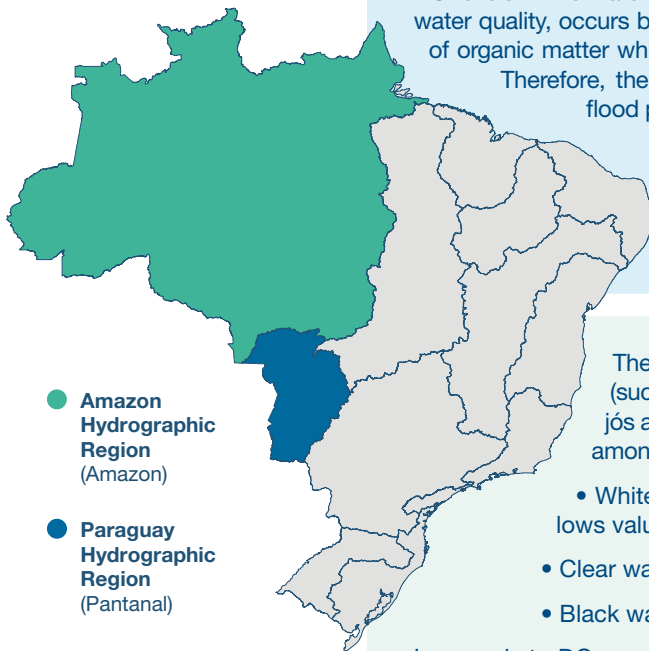 water quality, occurs b
of organic matter wh
Therefore, the
flood p
Amazon
Hydrographic
Region
(Amazon)
Paraguay
Hydrographic
Region
(Pantanal)
The
(suc
jós a
amon
• White
lows valu
• Clear wa
• Black wa